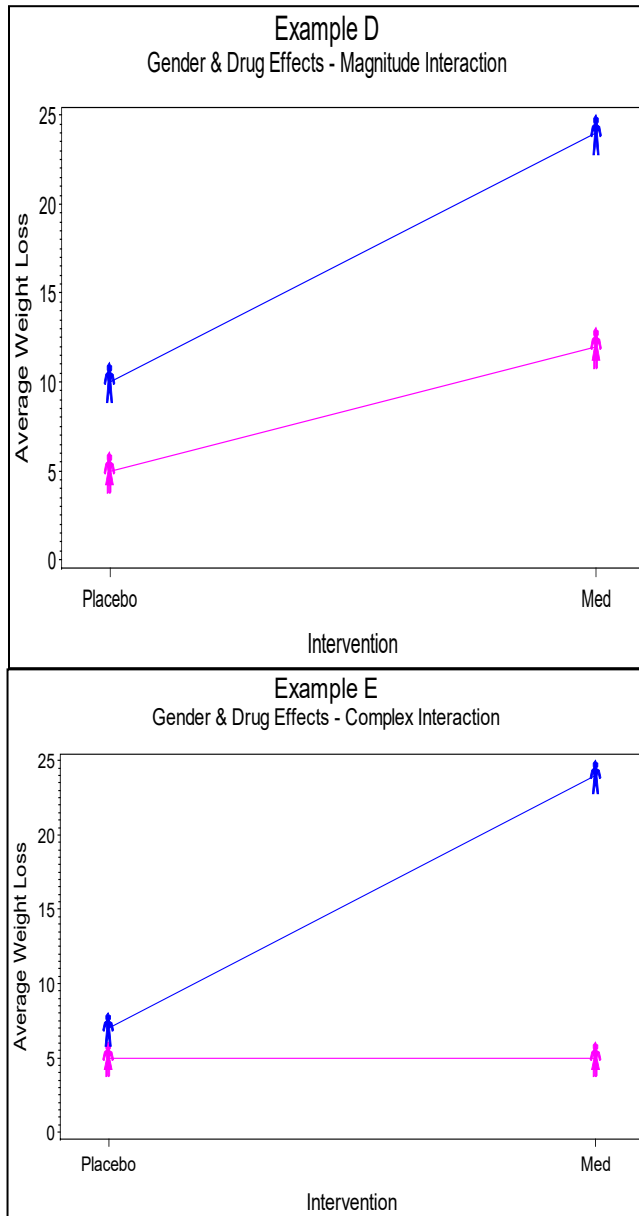 Example D
Gender & Drug Effects - Magnitude Interaction
25
20
15
10
5
0
Average Weight Loss
Placebo
Med
Intervention
Example E
Gender & Drug Effects - Complex Interaction
25
20
15
10
5
0
Average Weight Loss
Placebo
Med
Intervention